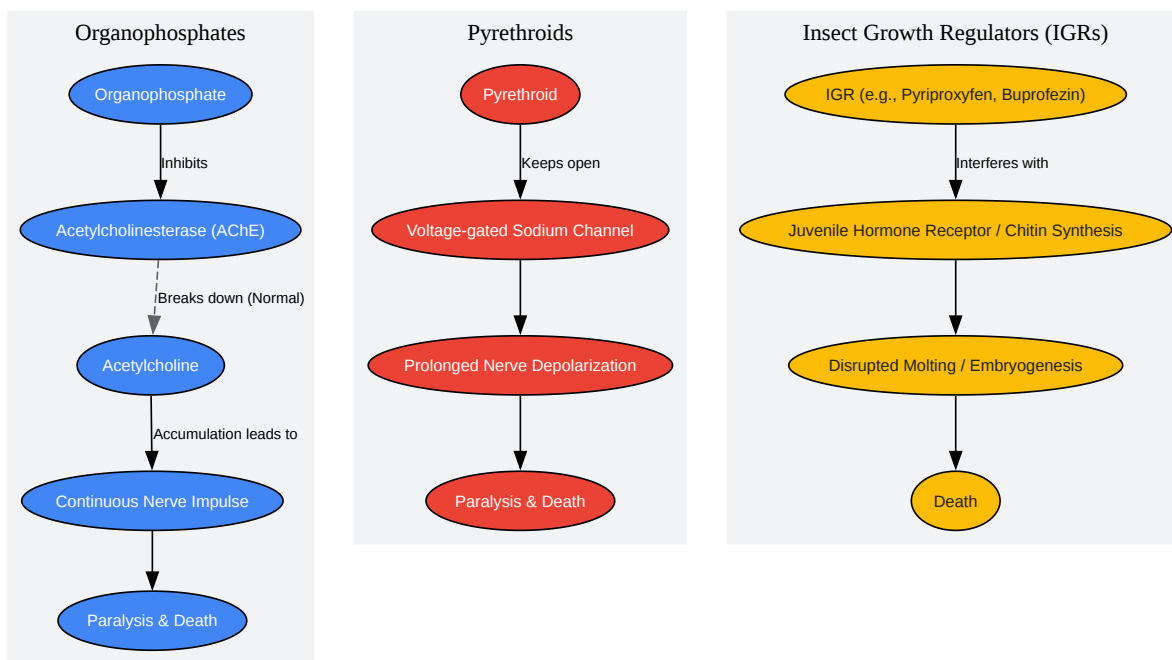 Organophosphates
Organophosphate
Inhibits
Acetylcholinesterase (AChE)
Breaks down (Normal)
Acetylcholine
Accumulation leads to
Continuous Nerve Impulse
Paralysis & Death
Pyrethroids
Pyrethroid
Keeps open
Voltage-gated Sodium Channel
Prolonged Nerve Depolarization
Paralysis & Death
Insect Growth Regulators (IGRs)
IGR (e.g., Pyriproxyfen, Buprofezin)
Interferes with
Juvenile Hormone Receptor / Chitin Synthesis
Disrupted Molting / Embryogenesis
Death